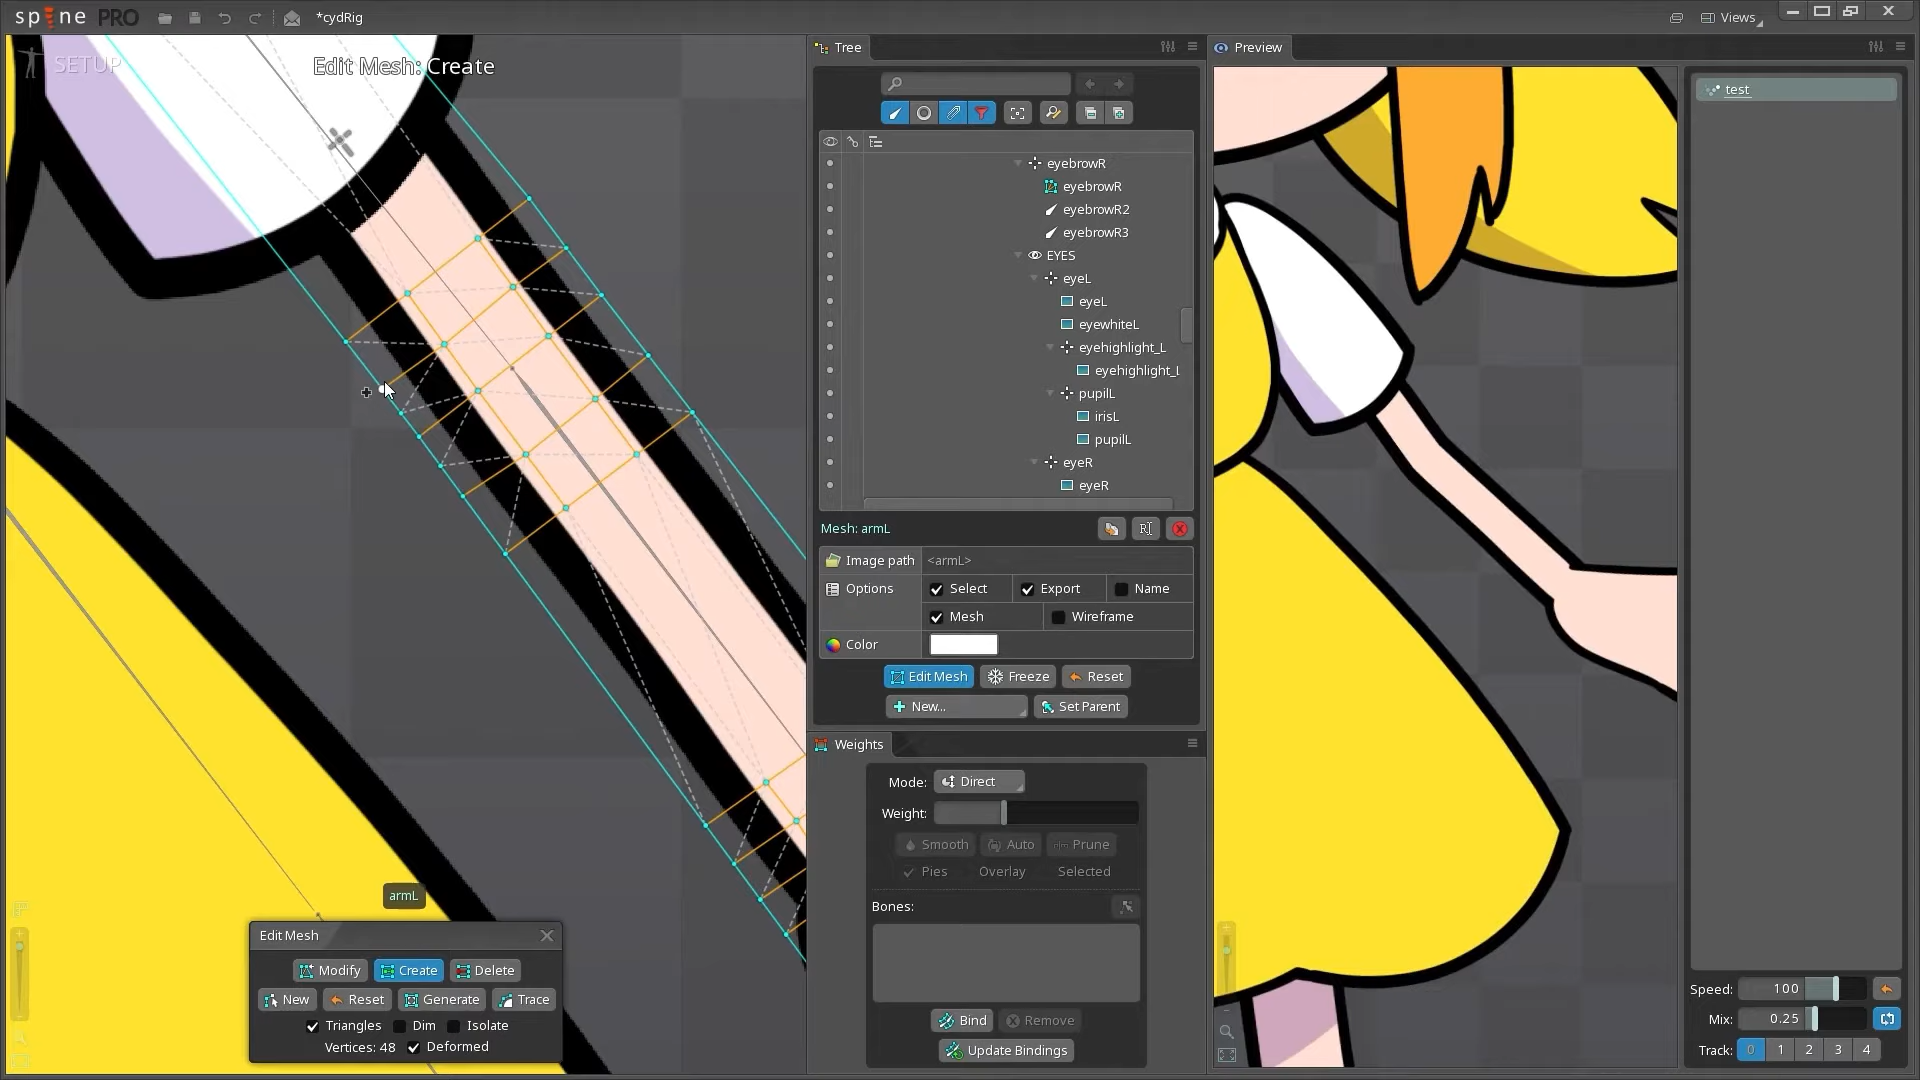 spine PRO
*cydRig
Views
SETUP
Edit Mesh: Create
Tree
Preview
test
eyebrowR
eyebrowR
eyebrowR2
eyebrowR3
EYES
eyeL
eyeL
eyewhiteL
eyehighlight_L
eyehighlight_L
pupilL
irisL
pupilL
eyeR
eyeR
Mesh: armL
Image path <armL>
Options Select Export Name
Mesh Wireframe
Color
Edit Mesh Freeze Reset
New... Set Parent
Weights
Mode: Direct
Weight:
Smooth Auto Prune
Pies Overlay Selected
Bones:
Bind Remove
Update Bindings
armL
Edit Mesh
Modify Create Delete
New Reset Generate Trace
Triangles Dim Isolate
Vertices: 48 Deformed
Speed: 100
Mix: 0.25
Track: 0 1 2 3 4